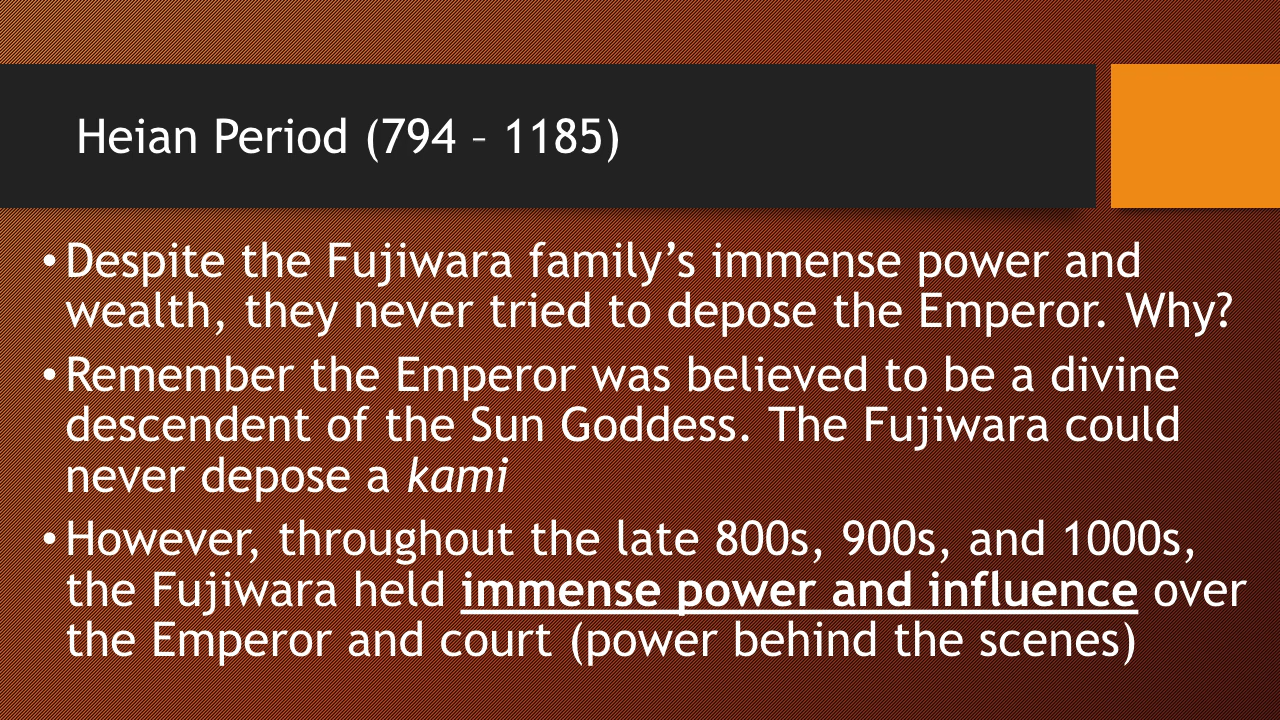 Heian Period (794 – 1185)
• Despite the Fujiwara family’s immense power and
wealth, they never tried to depose the Emperor. Why?
• Remember the Emperor was believed to be a divine
descendent of the Sun Goddess. The Fujiwara could
never depose a kami
• However, throughout the late 800s, 900s, and 1000s,
the Fujiwara held immense power and influence over
the Emperor and court (power behind the scenes)